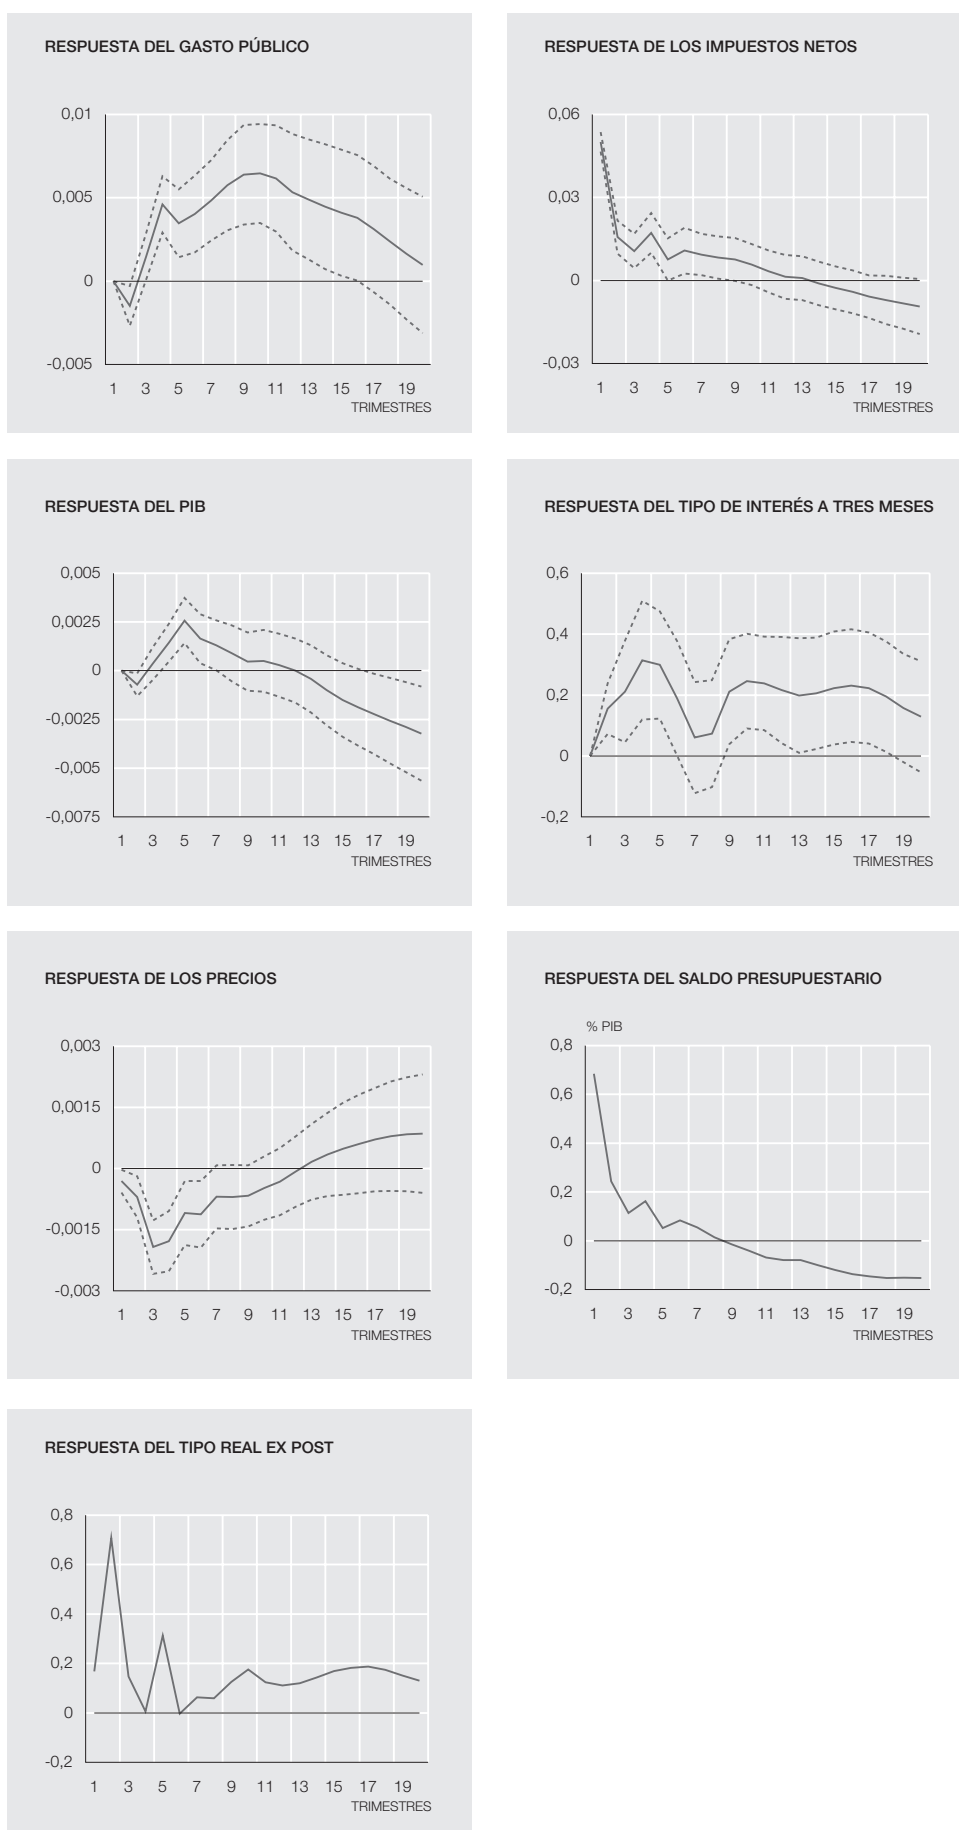 RESPUESTA DEL GASTO PÚBLICO
0,01
0,005
0
-0,005
1 3 5 7 9 11 13 15 17 19
TRIMESTRES
RESPUESTA DE LOS IMPUESTOS NETOS
0,06
0,03
0
-0,03
1 3 5 7 9 11 13 15 17 19
TRIMESTRES
RESPUESTA DEL PIB
0,005
0,0025
0
-0,0025
-0,005
-0,0075
1 3 5 7 9 11 13 15 17 19
TRIMESTRES
RESPUESTA DEL TIPO DE INTERÉS A TRES MESES
0,6
0,4
0,2
0
-0,2
1 3 5 7 9 11 13 15 17 19
TRIMESTRES
RESPUESTA DE LOS PRECIOS
0,003
0,0015
0
-0,0015
-0,003
1 3 5 7 9 11 13 15 17 19
TRIMESTRES
RESPUESTA DEL SALDO PRESUPUESTARIO
% PIB
0,8
0,6
0,4
0,2
0
-0,2
1 3 5 7 9 11 13 15 17 19
TRIMESTRES
RESPUESTA DEL TIPO REAL EX POST
0,8
0,6
0,4
0,2
0
-0,2
1 3 5 7 9 11 13 15 17 19
TRIMESTRES